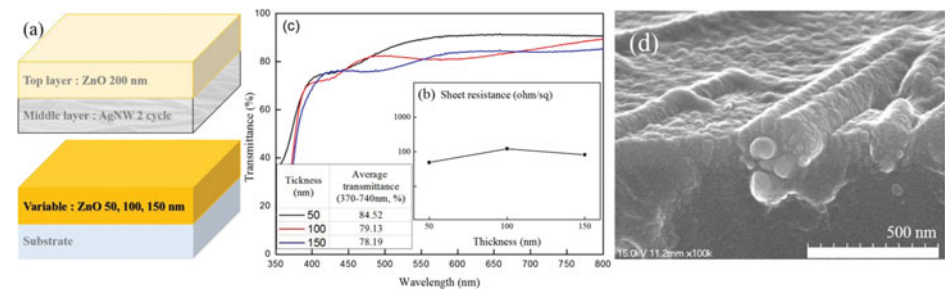 (a)
Top layer : ZnO 200 nm
Middle layer : AgNW 2 cycle
Variable : ZnO 50, 100, 150 nm
Substrate
(c)
Transmittance (%)
100
80
60
40
20
0
350 400 450 500 550 600 650 700 750 800
Wavelength (nm)
Tickness
(nm)
Average
transmittance
(370-740nm, %)
50 84.52
100 79.13
150 78.19
(b) Sheet resistance (ohm/sq)
1000
100
50 100 150
Thickness (nm)
(d)
15.0kV 11.2mm x100k
500 nm